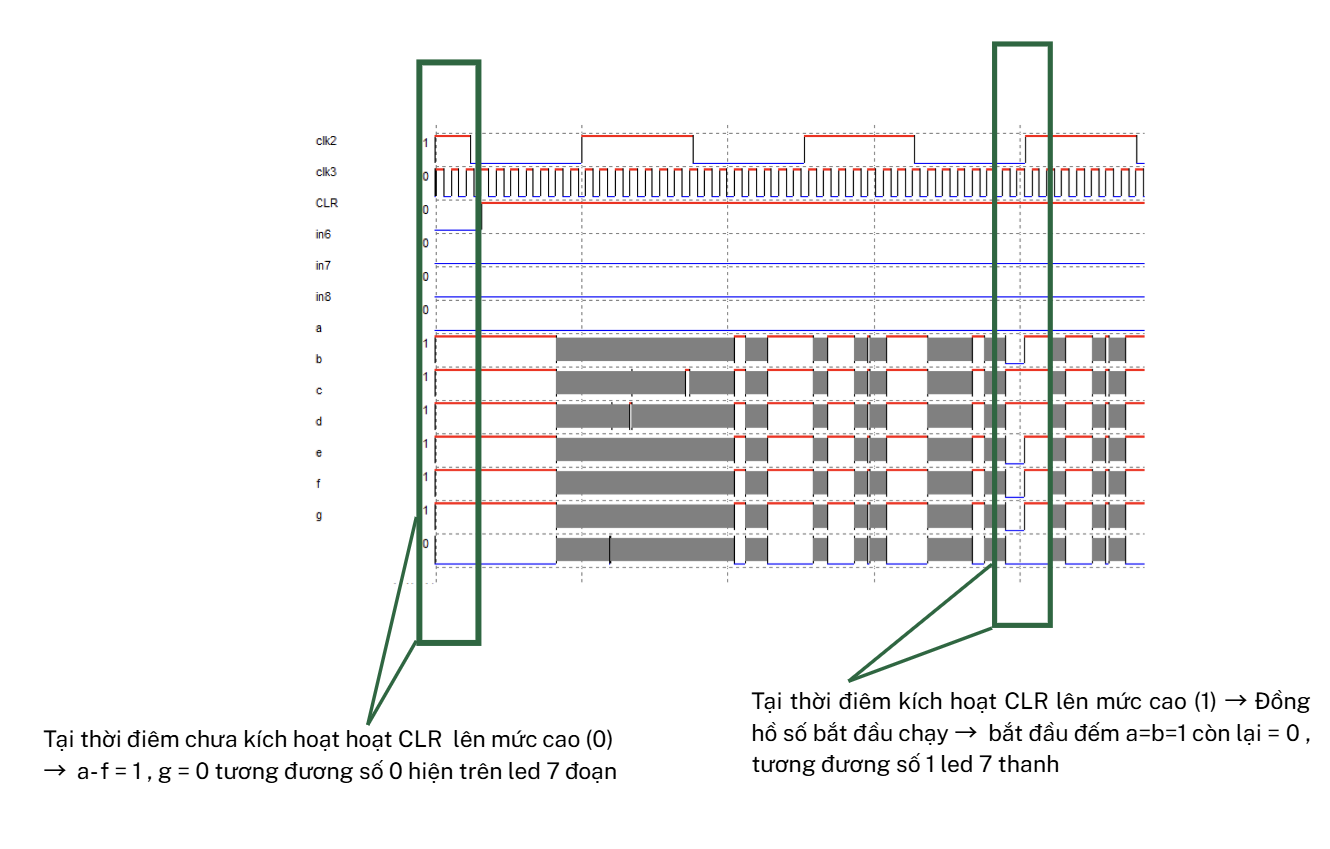 clk2
1
clk3
0
CLR
0
in6
0
in7
0
in8
0
a
1
b
1
c
1
d
1
e
1
f
1
g
0
Tại thời điểm chưa kích hoạt hoạt CLR lên mức cao (0)
→ a-f = 1 , g = 0 tương đương số 0 hiện trên led 7 đoạn
Tại thời điêm kích hoạt CLR lên mức cao (1) → Đồng
hồ số bắt đầu chạy → bắt đầu đếm a=b=1 còn lại = 0 ,
tương đương số 1 led 7 thanh